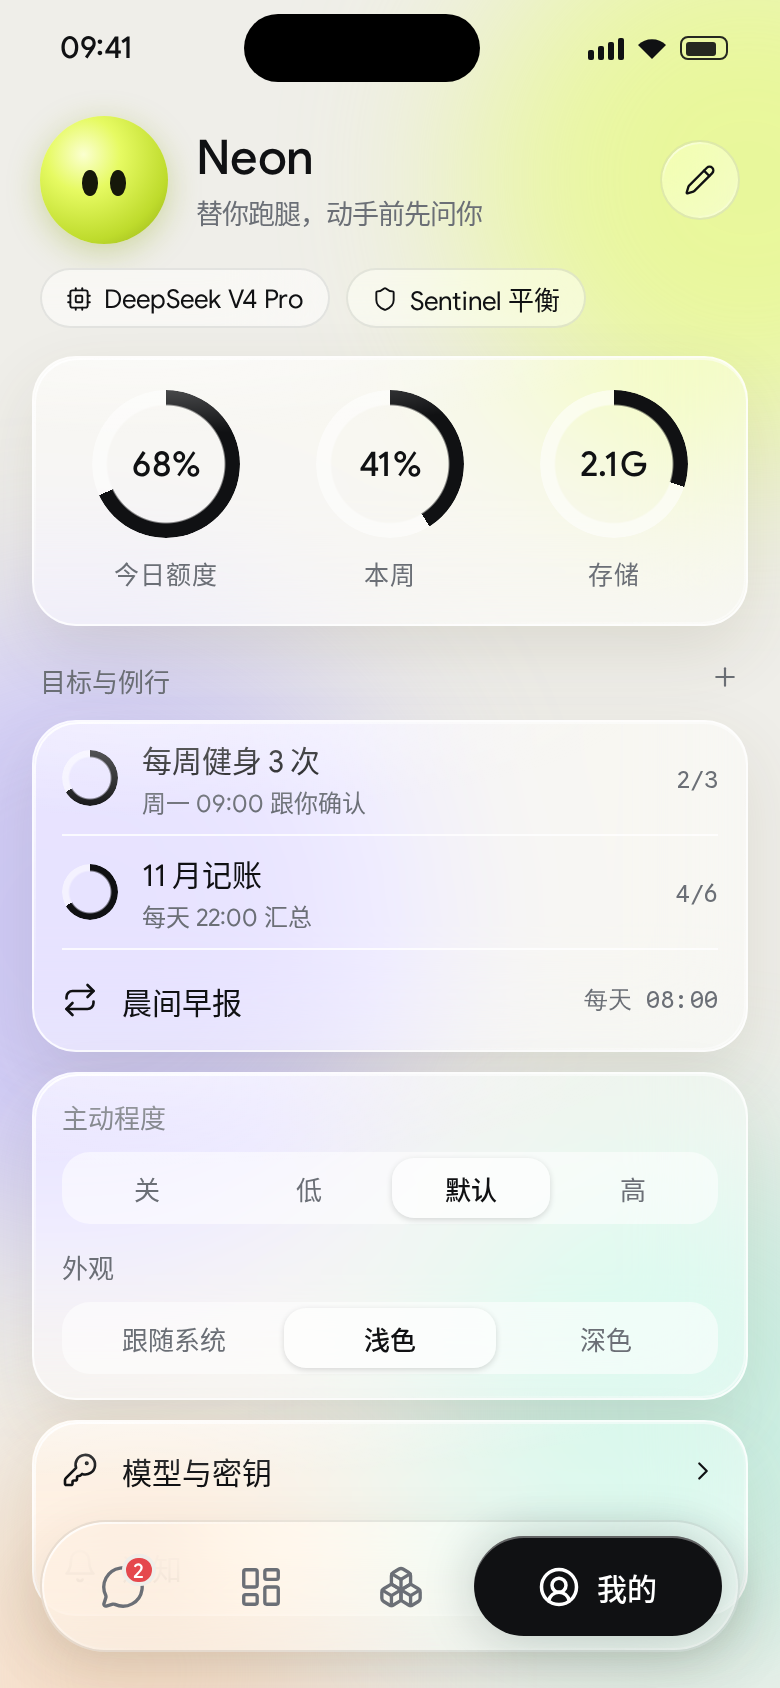 09:41
Neon
替你跑腿，动手前先问你
DeepSeek V4 Pro
Sentinel 平衡
68%
41%
2.1G
今日额度
本周
存储
目标与例行
每周健身 3 次
周一 09:00 跟你确认
2/3
11 月记账
每天 22:00 汇总
4/6
晨间早报
每天 08:00
主动程度
关
低
默认
高
外观
跟随系统
浅色
深色
模型与密钥
知
2
我的